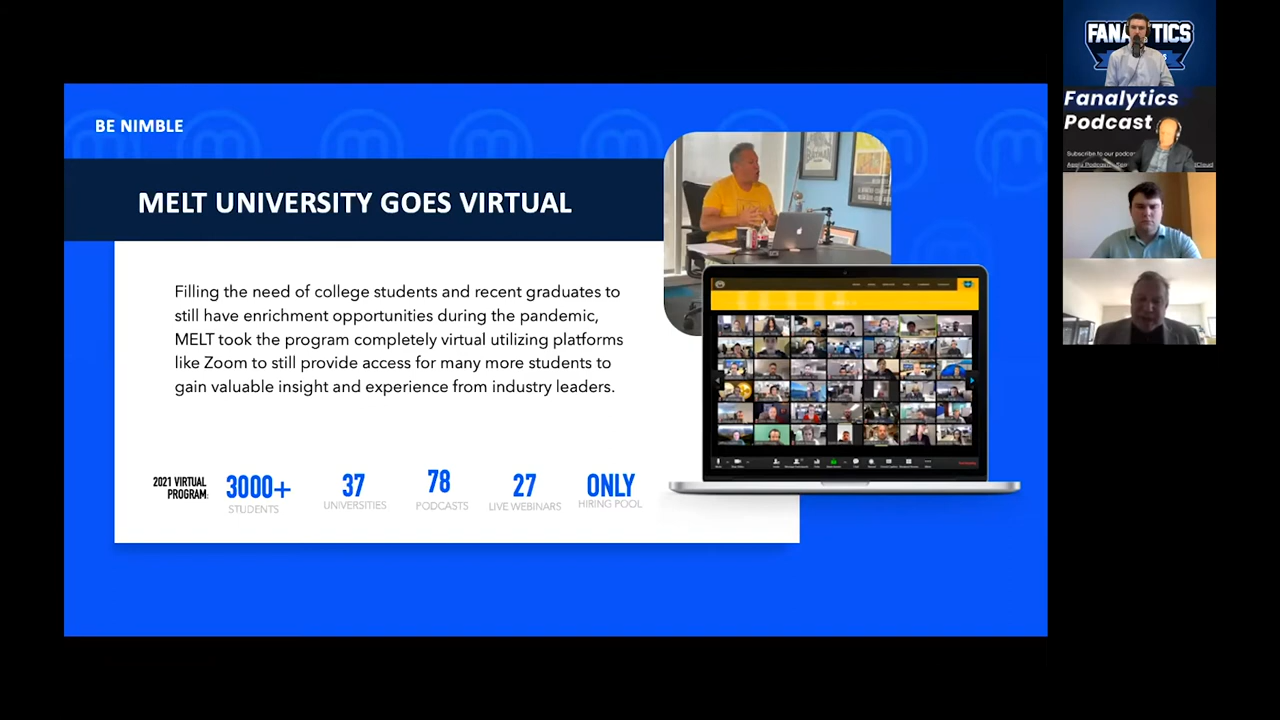 BE NIMBLE
MELT UNIVERSITY GOES VIRTUAL
Filling the need of college students and recent graduates to
still have enrichment opportunities during the pandemic,
MELT took the program completely virtual utilizing platforms
like Zoom to still provide access for many more students to
gain valuable insight and experience from industry leaders.
2021 VIRTUAL
PROGRAM:
3000+
STUDENTS
37
UNIVERSITIES
78
PODCASTS
27
LIVE WEBINARS
ONLY
HIRING POOL
Fanalytics
Podcast
Subscribe to our